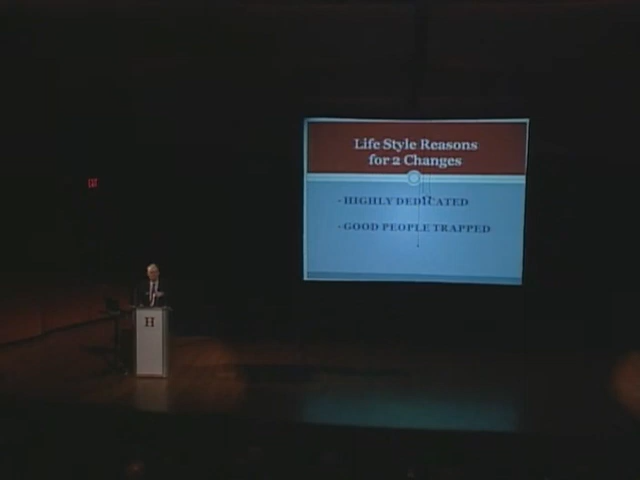 Life Style Reasons
for 2 Changes
- HIGHLY DEDICATED
- GOOD PEOPLE TRAPPED
EXIT
H